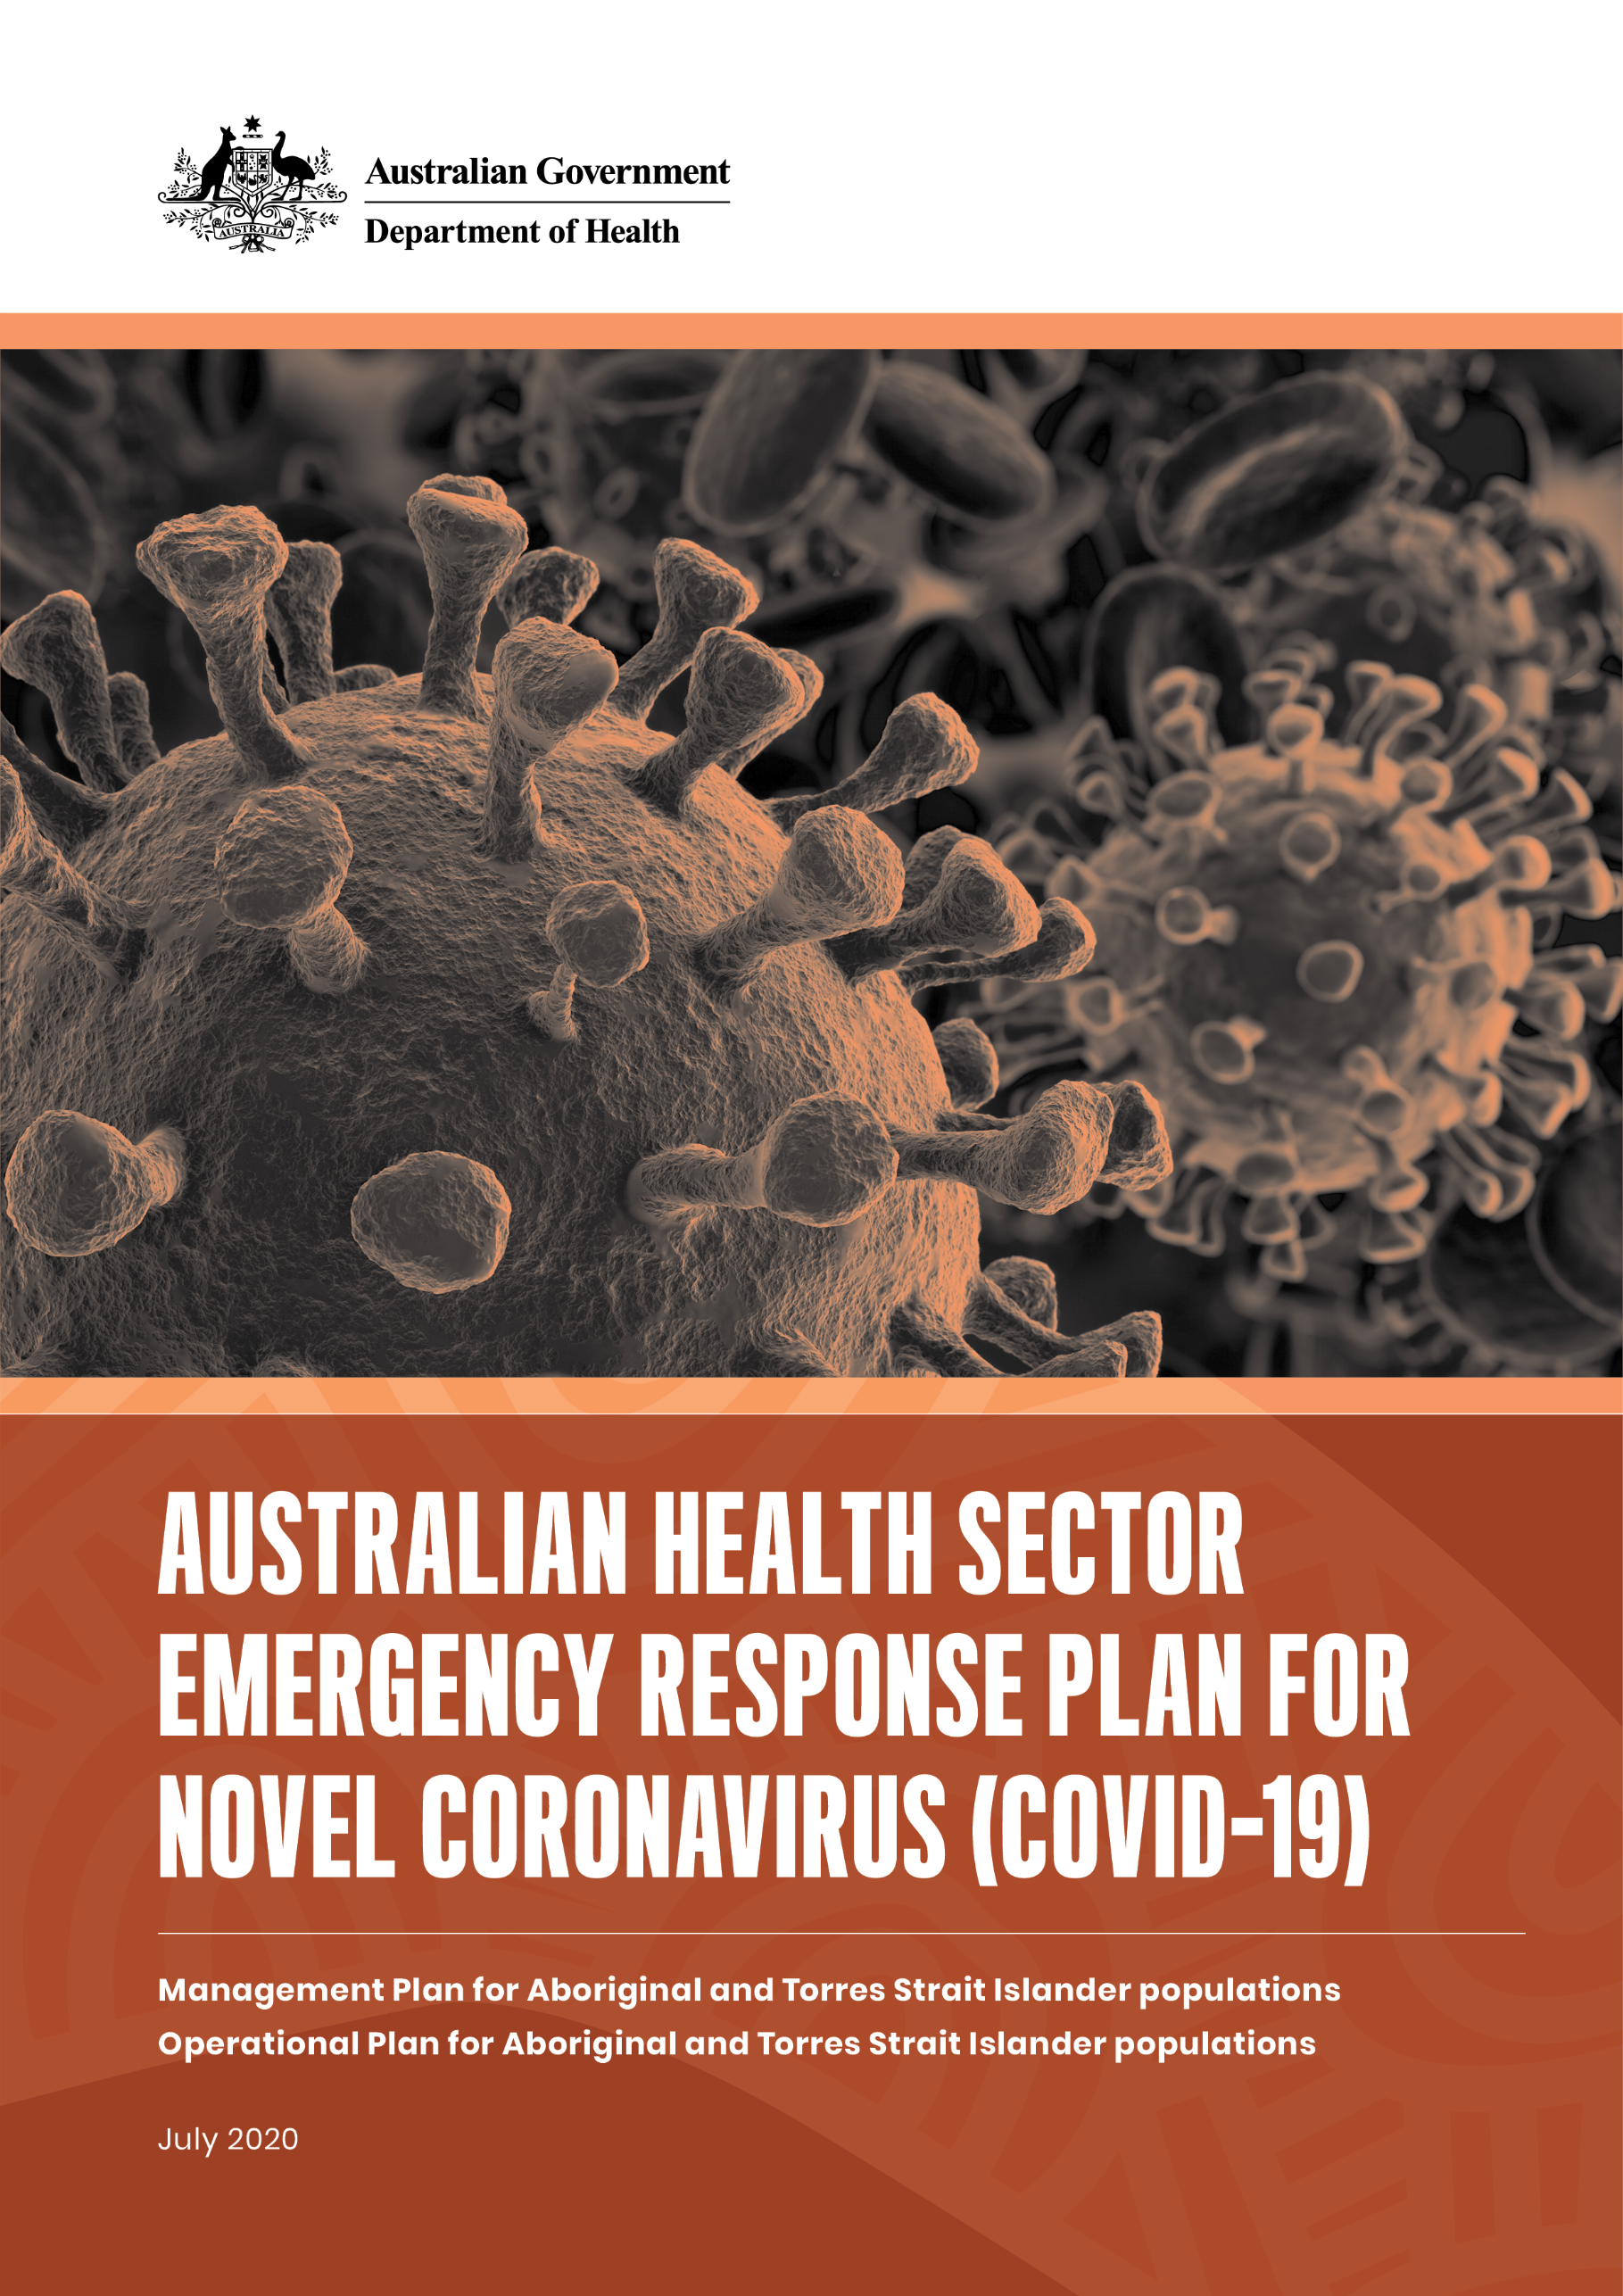 Australian Government
Department of Health
AUSTRALIA
AUSTRALIAN HEALTH SECTOR
EMERGENCY RESPONSE PLAN FOR
NOVEL CORONAVIRUS (COVID-19)
Management Plan for Aboriginal and Torres Strait Islander populations
Operational Plan for Aboriginal and Torres Strait Islander populations
July 2020